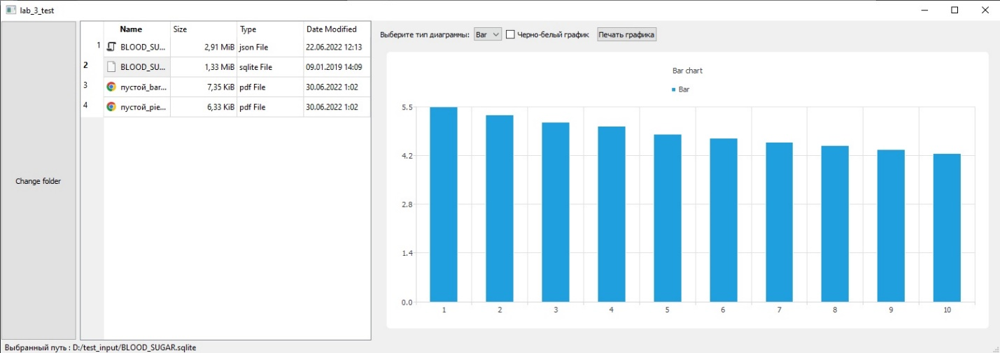 lab_3_test
Change folder
Name Size Type Date Modified
1 BLOOD_SU... 2,91 MiB json File 22.06.2022 12:13
2 BLOOD_SU... 1,33 MiB sqlite File 09.01.2019 14:09
3 пустой_bar... 7,35 KiB pdf File 30.06.2022 1:02
4 пустой_pie... 6,33 KiB pdf File 30.06.2022 1:02
Выберите тип диаграммы: Bar Черно-белый график Печать графика
Bar chart
Bar
5.5
4.2
2.8
1.4
0.0
1 2 3 4 5 6 7 8 9 10
Выбранный путь : D:/test_input/BLOOD_SUGAR.sqlite